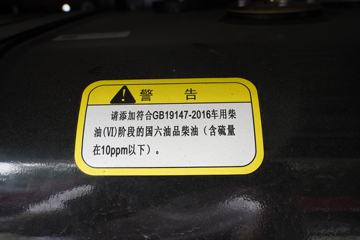 警 告
请添加符合GB19147-2016车用柴
油(VI)阶段的国六油品柴油（含硫量
在10ppm以下）。